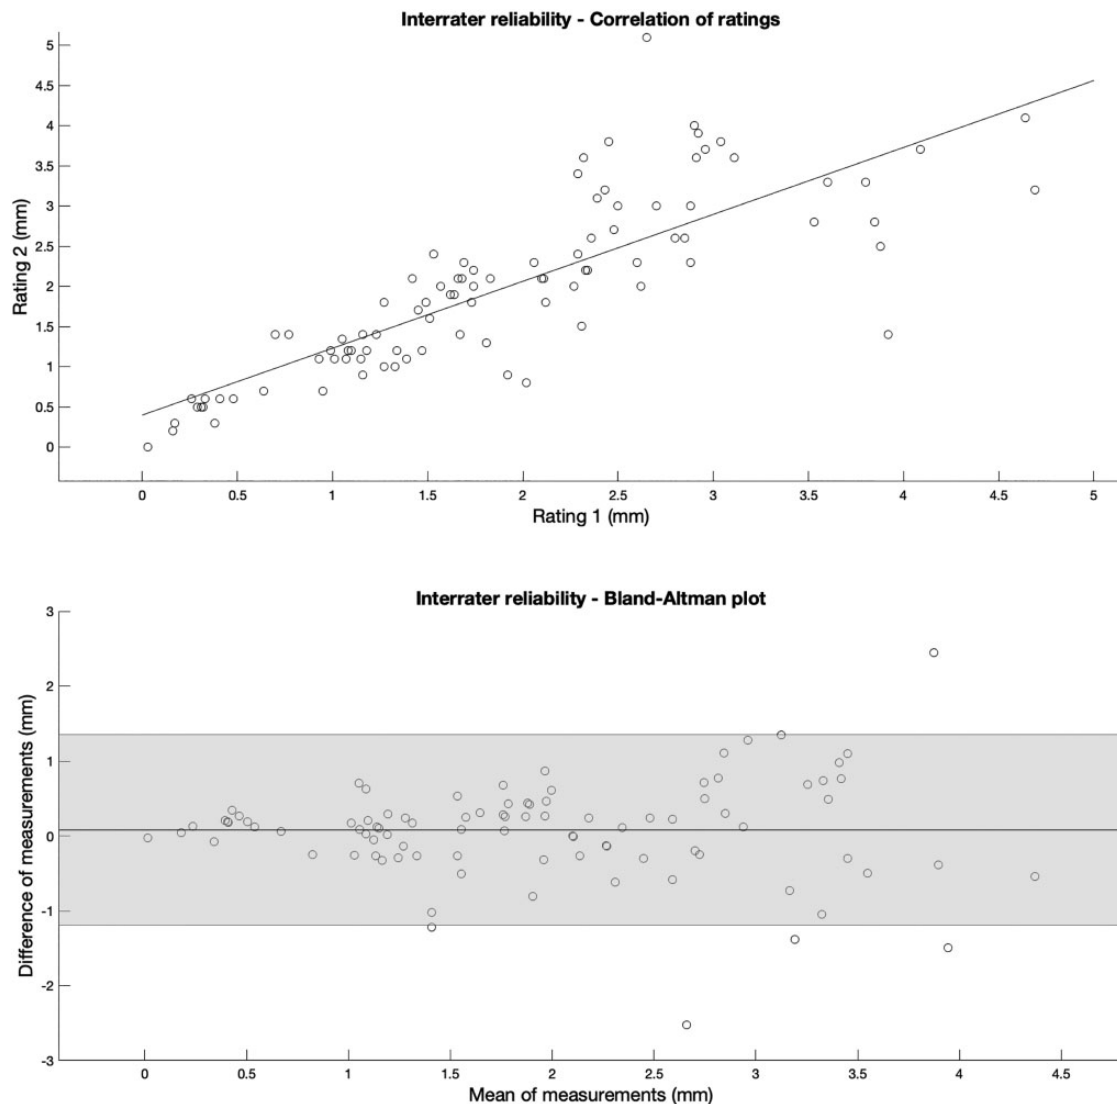 Interrater reliability - Correlation of ratings
5
4.5
4
3.5
3
2.5
2
1.5
1
0.5
0
Rating 2 (mm)
0 0.5 1 1.5 2 2.5 3 3.5 4 4.5 5
Rating 1 (mm)
Interrater reliability - Bland-Altman plot
3
2
1
0
-1
-2
-3
Difference of measurements (mm)
0 0.5 1 1.5 2 2.5 3 3.5 4 4.5
Mean of measurements (mm)